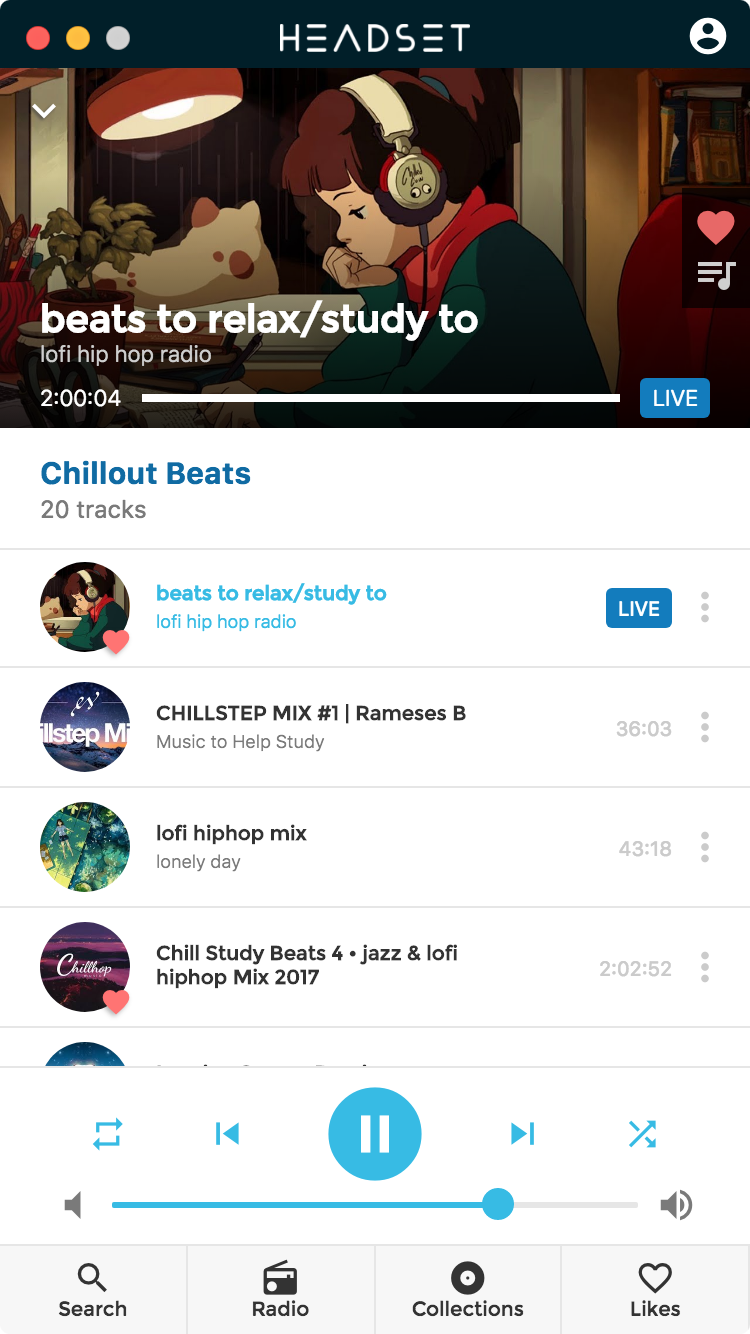 HEADSET
beats to relax/study to
lofi hip hop radio
2:00:04
LIVE
Chillout Beats
20 tracks
beats to relax/study to
lofi hip hop radio
LIVE
CHILLSTEP MIX #1 | Rameses B
Music to Help Study
36:03
llstep Mi
lofi hiphop mix
lonely day
43:18
Chillhop
Chill Study Beats 4 • jazz & lofi
hiphop Mix 2017
2:02:52
Search
Radio
Collections
Likes